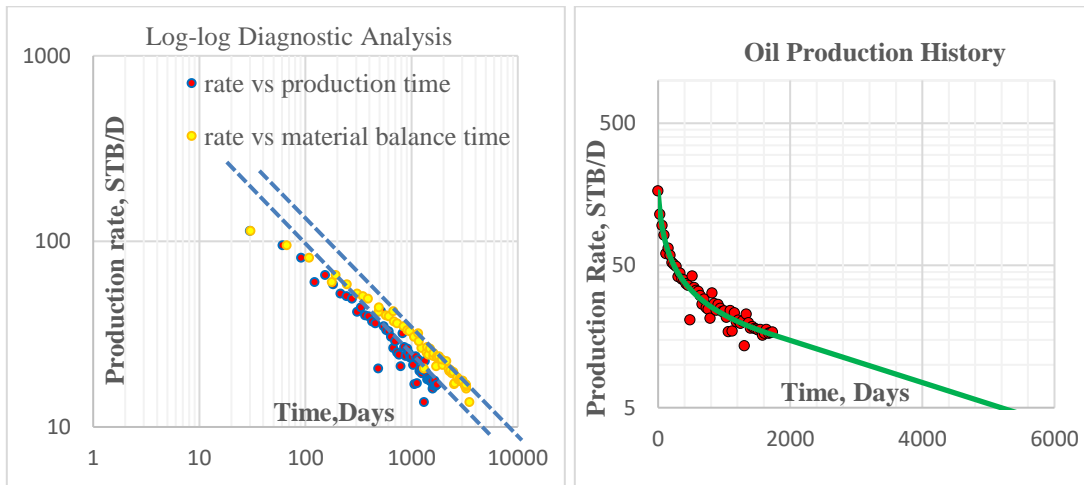 Log-log Diagnostic Analysis
1000
rate vs production time
rate vs material balance time
100
Production rate, STB/D
Time,Days
10
1
10
100
1000
10000
Oil Production History
500
50
Production Rate, STB/D
Time, Days
5
0
2000
4000
6000